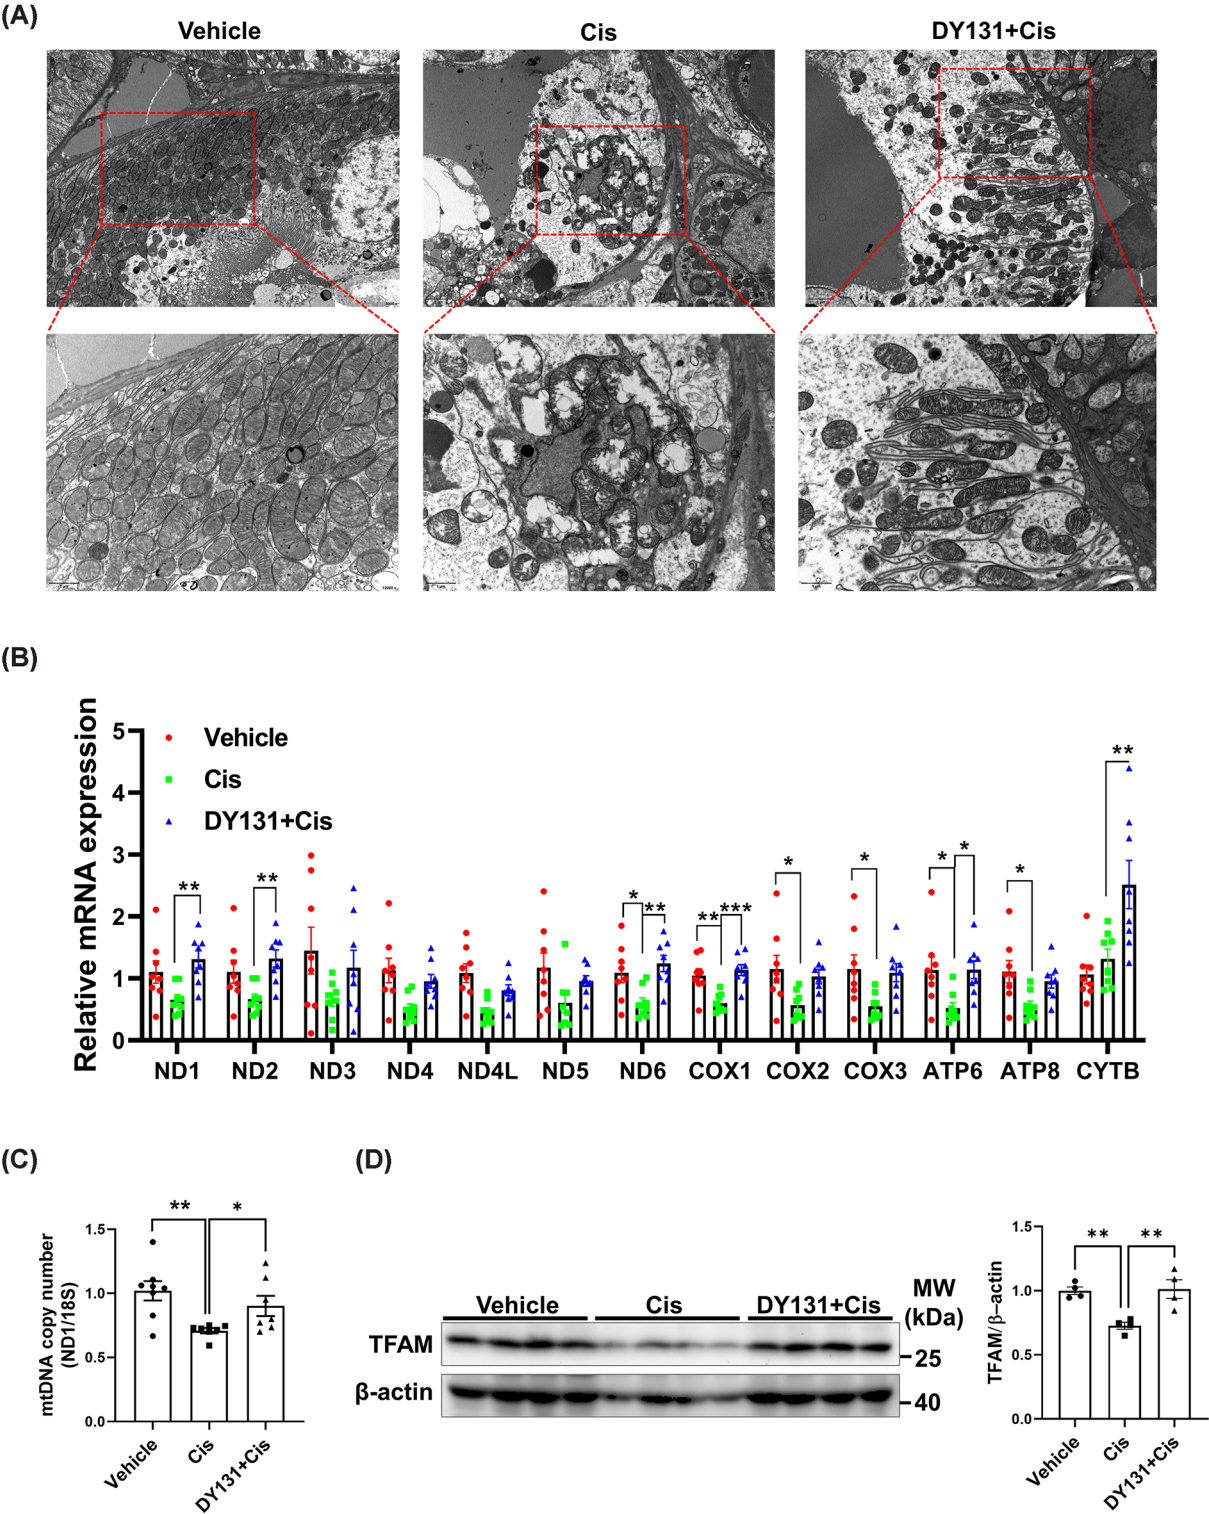 (A)
Vehicle
Cis
DY131+Cis
(B)
Relative mRNA expression
5
4
3
2
1
0
Vehicle
Cis
DY131+Cis
**
**
*
**
**
***
*
*
*
*
*
**
ND1
ND2
ND3
ND4
ND4L
ND5
ND6
COX1
COX2
COX3
ATP6
ATP8
CYTB
(C)
mtDNA copy number
(ND1/18S)
1.5
1.0
0.5
0.0
**
*
Vehicle
Cis
DY131+Cis
(D)
Vehicle
Cis
DY131+Cis
MW
(kDa)
TFAM
25
β-actin
40
TFAM/β–actin
1.5
1.0
0.5
0.0
**
**
Vehicle
Cis
DY131+Cis